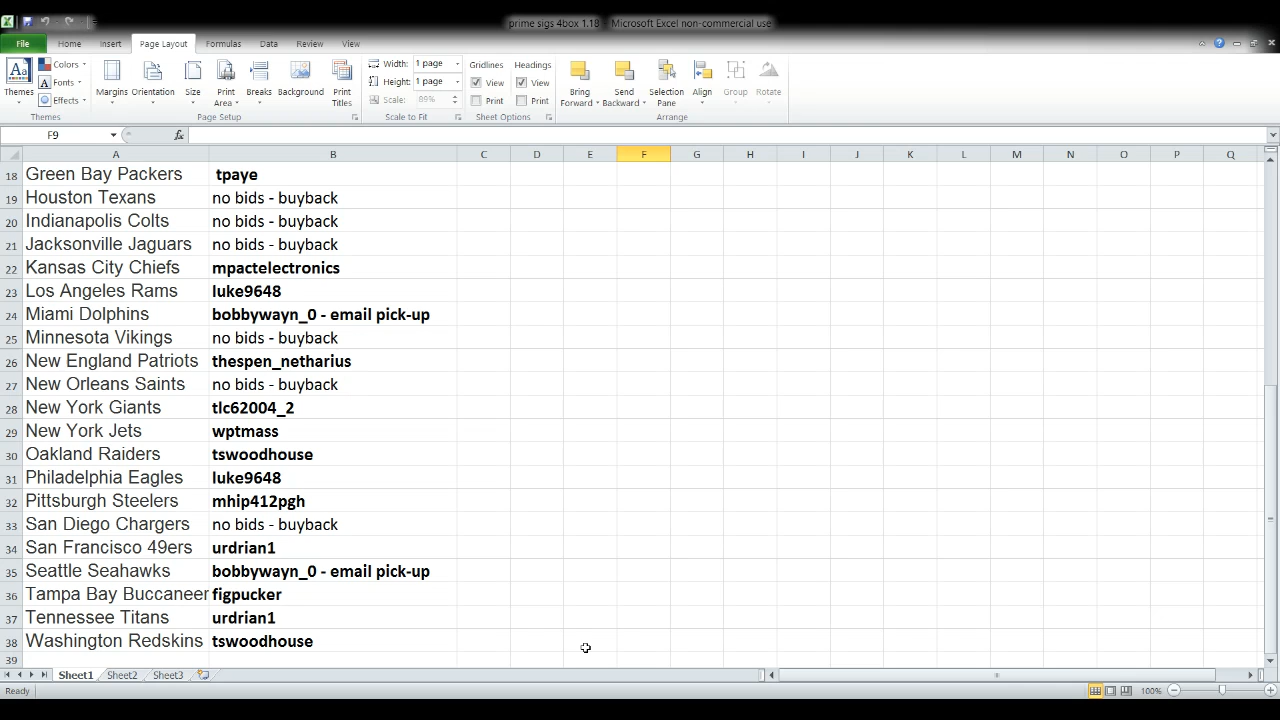 prime sigs 4box 1.18 - Microsoft Excel non-commercial use
File Home Insert Page Layout Formulas Data Review View
Themes Colors Fonts Effects Margins Orientation Size Print Area Breaks Background Print Titles Width: 1 page Height: 1 page Scale: 89% Gridlines View Print Headings View Print Bring Forward Send Backward Selection Pane Align Group Rotate
Themes Page Setup Scale to Fit Sheet Options Arrange
F9 fx
A B C D E F G H I J K L M N O P Q
18 Green Bay Packers tpaye
19 Houston Texans no bids - buyback
20 Indianapolis Colts no bids - buyback
21 Jacksonville Jaguars no bids - buyback
22 Kansas City Chiefs mpactelectronics
23 Los Angeles Rams luke9648
24 Miami Dolphins bobbywayn_0 - email pick-up
25 Minnesota Vikings no bids - buyback
26 New England Patriots thespen_netharius
27 New Orleans Saints no bids - buyback
28 New York Giants tlc62004_2
29 New York Jets wptmass
30 Oakland Raiders tswoodhouse
31 Philadelphia Eagles luke9648
32 Pittsburgh Steelers mhip412pgh
33 San Diego Chargers no bids - buyback
34 San Francisco 49ers urdrian1
35 Seattle Seahawks bobbywayn_0 - email pick-up
36 Tampa Bay Buccaneer figpucker
37 Tennessee Titans urdrian1
38 Washington Redskins tswoodhouse
39
Sheet1 Sheet2 Sheet3
Ready 100%